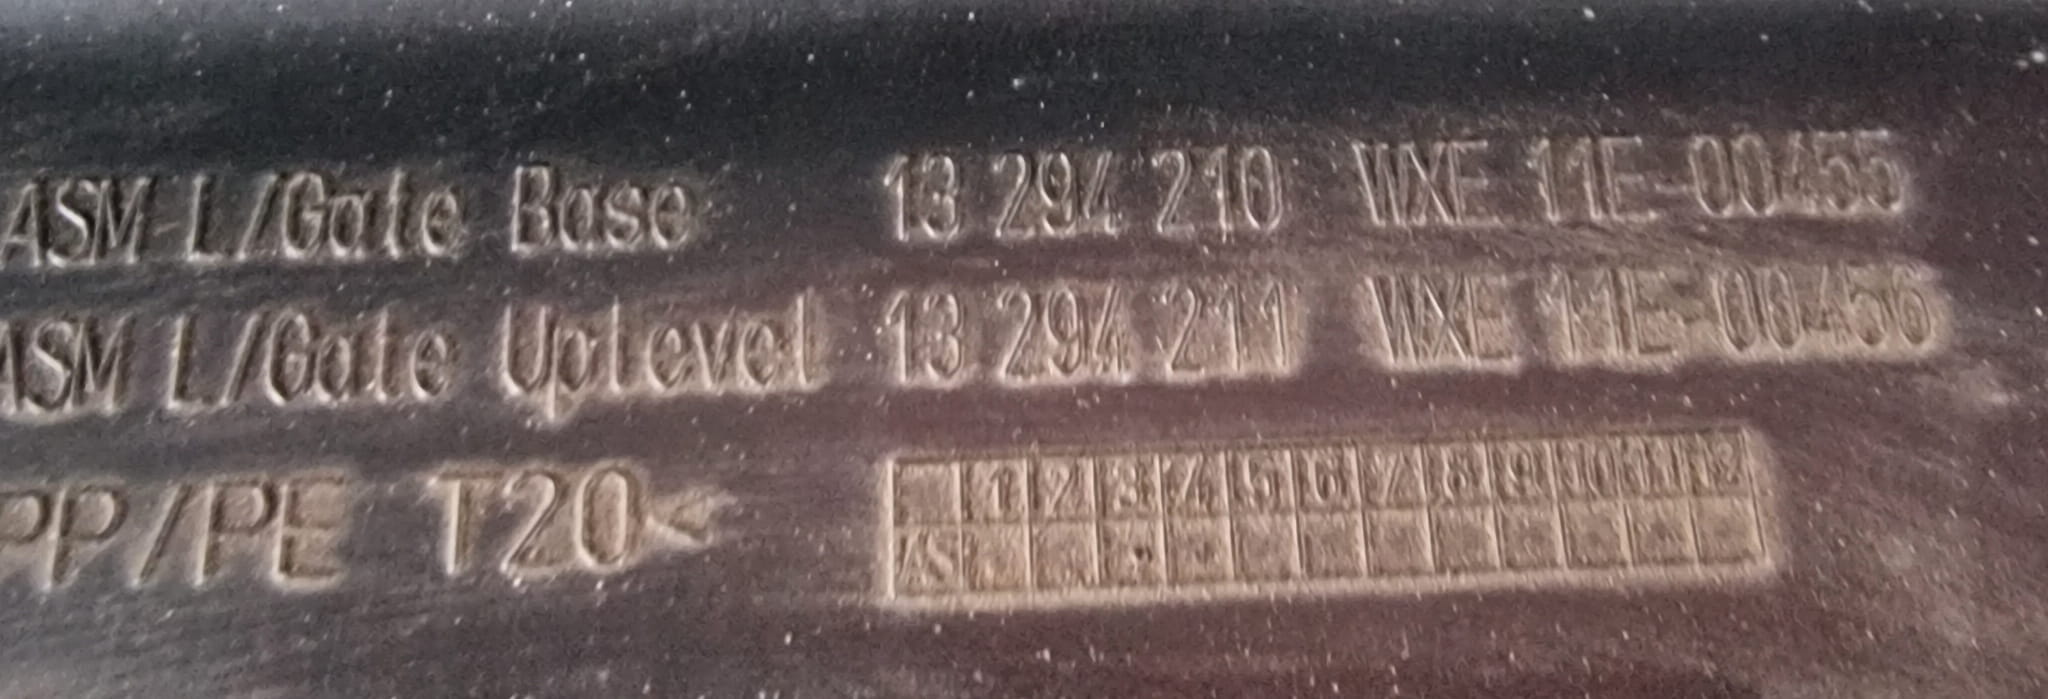 ASM L/Gate Base 13 294 210 WXE 11E-00455
ASM L/Gate Uplevel 13 294 211 WXE 11E-00456
PP/PE T20<
1 2 3 4 5 6 7 8 9 10 11 12
AS